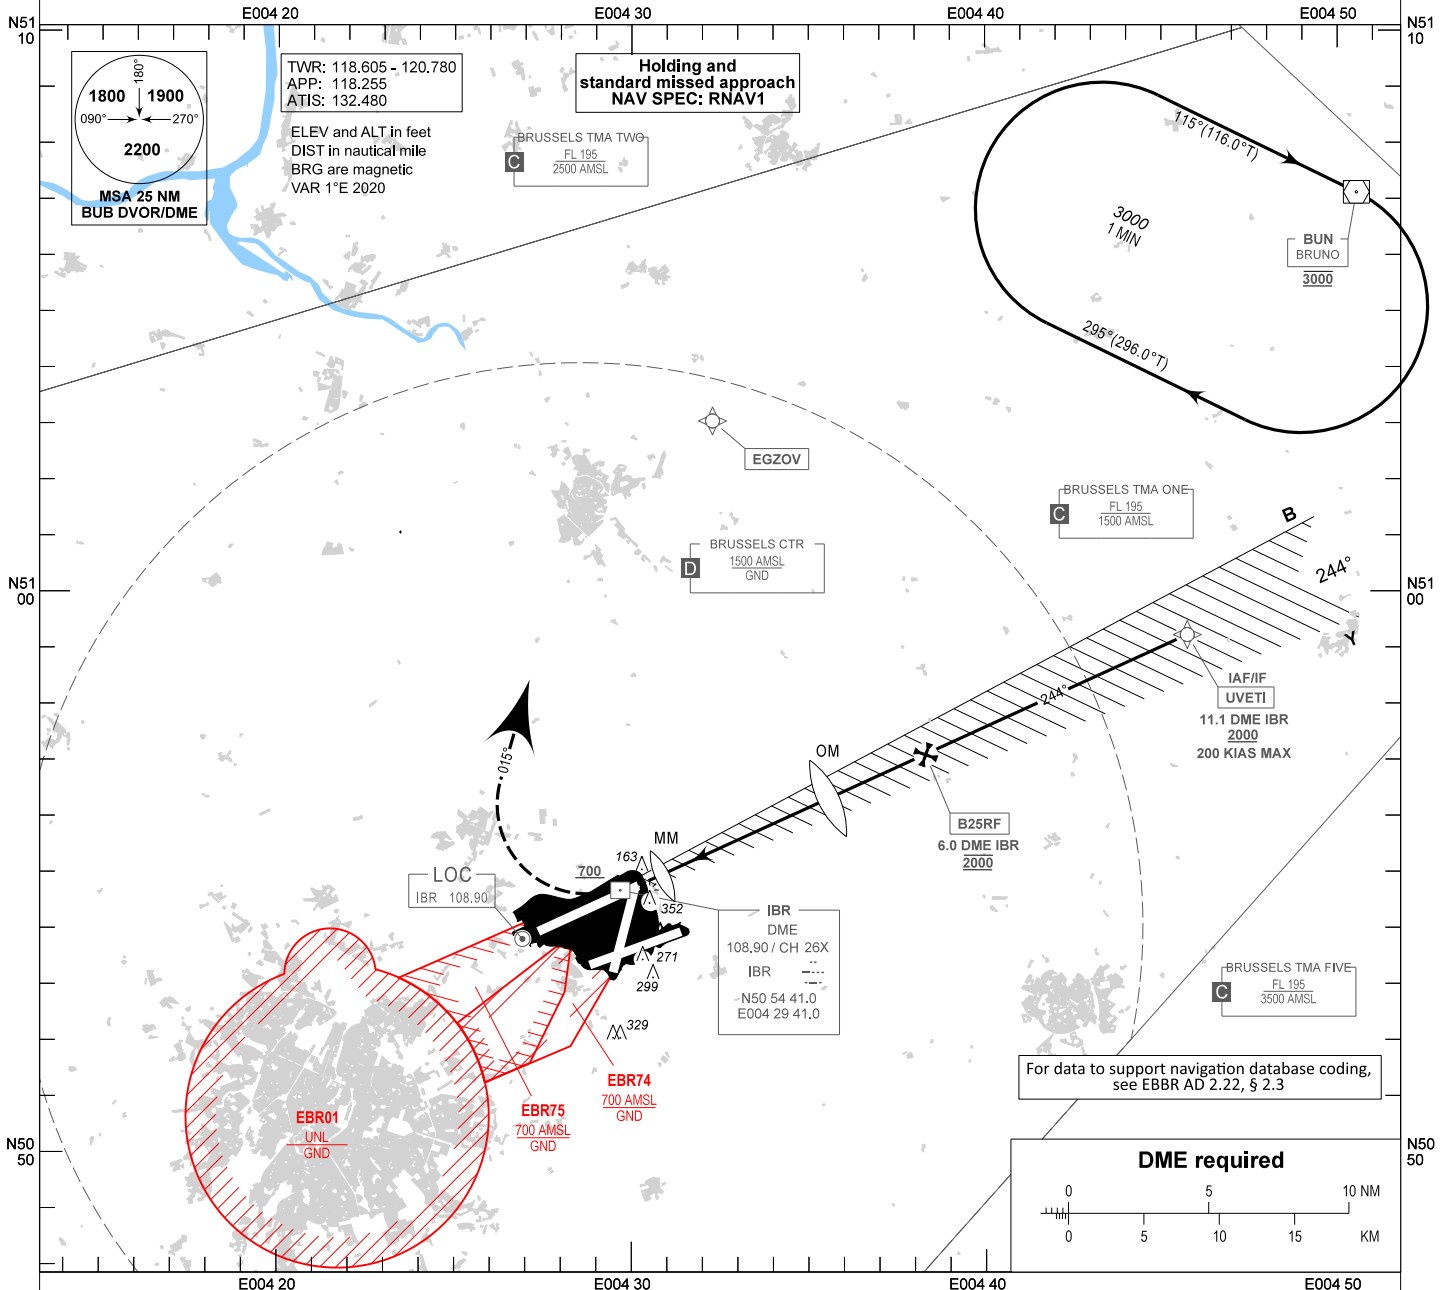 E004 20
E004 30
E004 40
E004 50
N51
10
N51
10
180°
1800
1900
090°
270°
2200
MSA 25 NM
BUB DVOR/DME
TWR: 118.605 - 120.780
APP: 118.255
ATIS: 132.480
ELEV and ALT in feet
DIST in nautical mile
BRG are magnetic
VAR 1°E 2020
Holding and
standard missed approach
NAV SPEC: RNAV1
BRUSSELS TMA TWO
C
FL 195
2500 AMSL
115°(116.0°T)
3000
1 MIN
BUN
BRUNO
3000
295°(296.0°T)
EGZOV
BRUSSELS TMA ONE
C
FL 195
1500 AMSL
BRUSSELS CTR
D
1500 AMSL
GND
B
244°
Y
N51
00
N51
00
244°
IAF/IF
UVETI
11.1 DME IBR
2000
200 KIAS MAX
015°
OM
B25RF
6.0 DME IBR
2000
MM
163
700
LOC
IBR 108.90
352
271
299
329
IBR
DME
108.90 / CH 26X
IBR
N50 54 41.0
E004 29 41.0
BRUSSELS TMA FIVE
C
FL 195
3500 AMSL
EBR74
700 AMSL
GND
EBR75
700 AMSL
GND
EBR01
UNL
GND
For data to support navigation database coding,
see EBBR AD 2.22, § 2.3
N50
50
N50
50
DME required
0 5 10 NM
0 5 10 15 KM
E004 20
E004 30
E004 40
E004 50